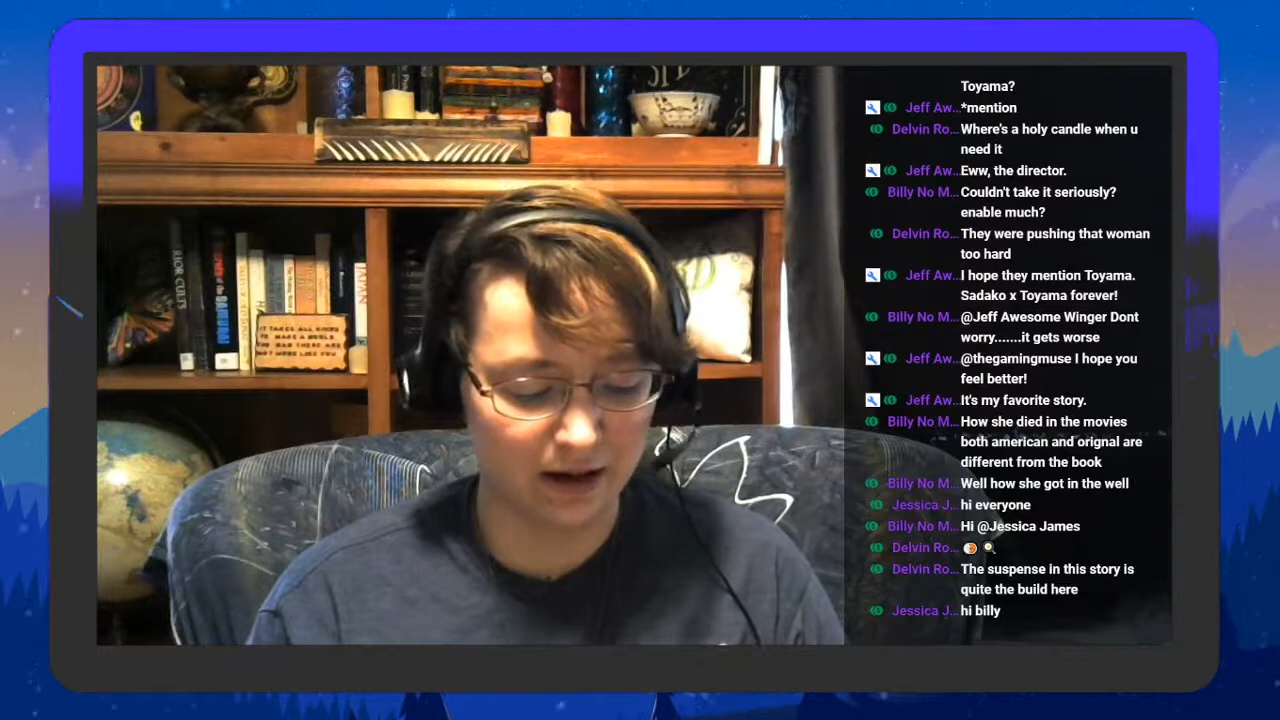 SPE
PRIOR CULTS
SAMURAI
IT TAKES ALL KINDS
TO MAKE A WORLD.
Toyama?
Jeff Aw... *mention
Delvin Ro... Where's a holy candle when u
need it
Jeff Aw... Eww, the director.
Billy No M... Couldn't take it seriously?
enable much?
Delvin Ro... They were pushing that woman
too hard
Jeff Aw... I hope they mention Toyama.
Sadako x Toyama forever!
Billy No M... @Jeff Awesome Winger Dont
worry.......it gets worse
Jeff Aw... @thegamingmuse I hope you
feel better!
Jeff Aw... It's my favorite story.
Billy No M... How she died in the movies
both american and orignal are
different from the book
Billy No M... Well how she got in the well
Jessica J... hi everyone
Billy No M... Hi @Jessica James
Delvin Ro...
Delvin Ro... The suspense in this story is
quite the build here
Jessica J... hi billy